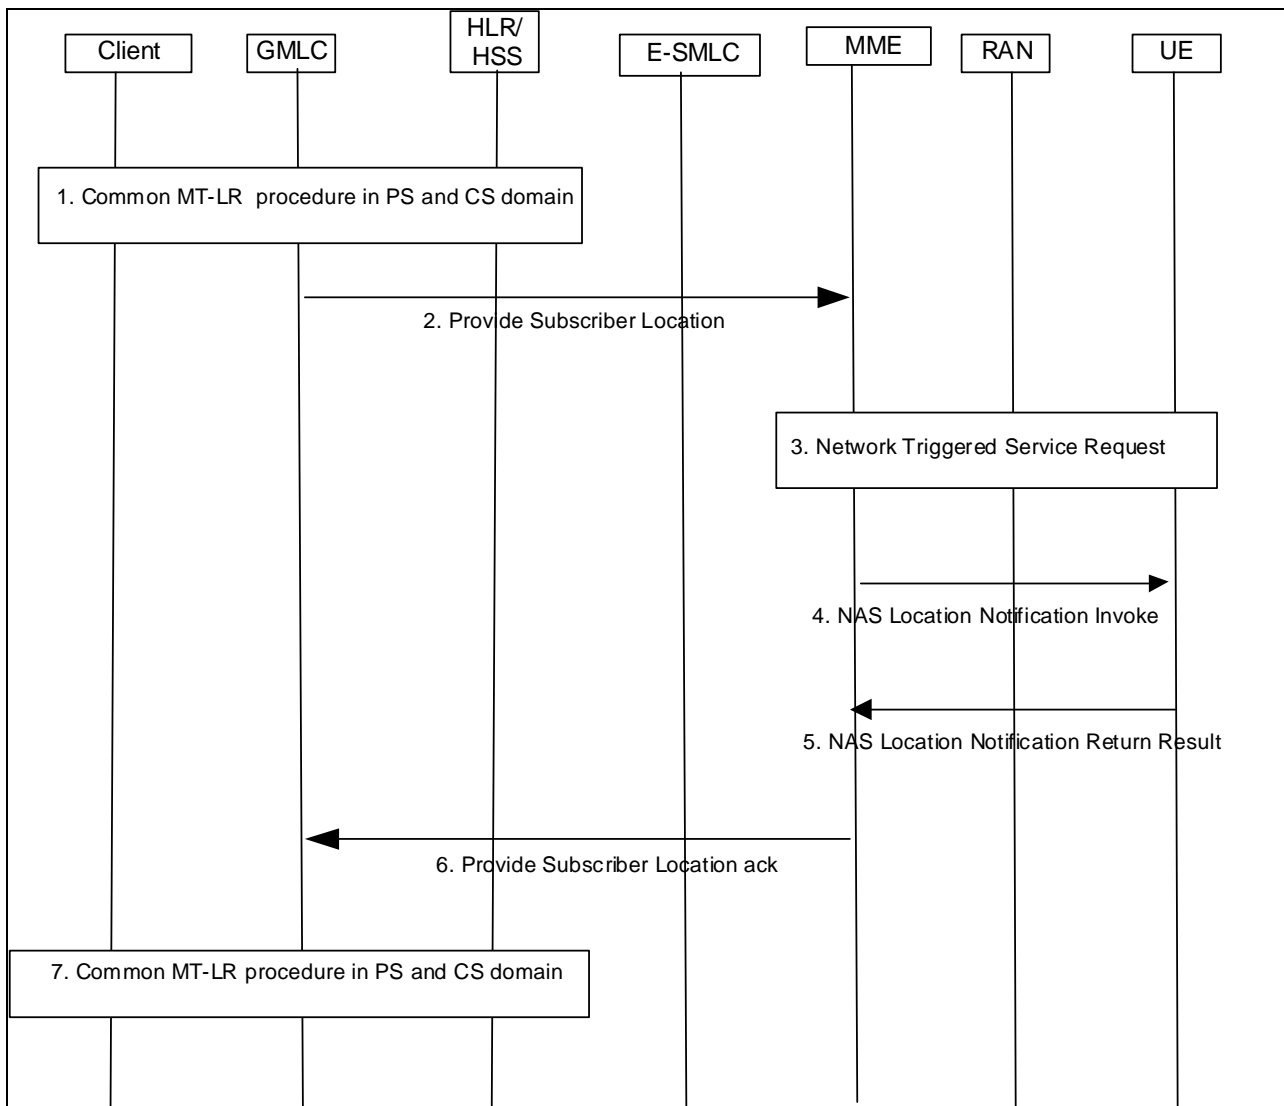 Client
GMLC
HLR/
HSS
E-SMLC
MME
RAN
UE
1. Common MT-LR procedure in PS and CS domain
2. Provide Subscriber Location
3. Network Triggered Service Request
4. NAS Location Notification Invoke
5. NAS Location Notification Return Result
6. Provide Subscriber Location ack
7. Common MT-LR procedure in PS and CS domain